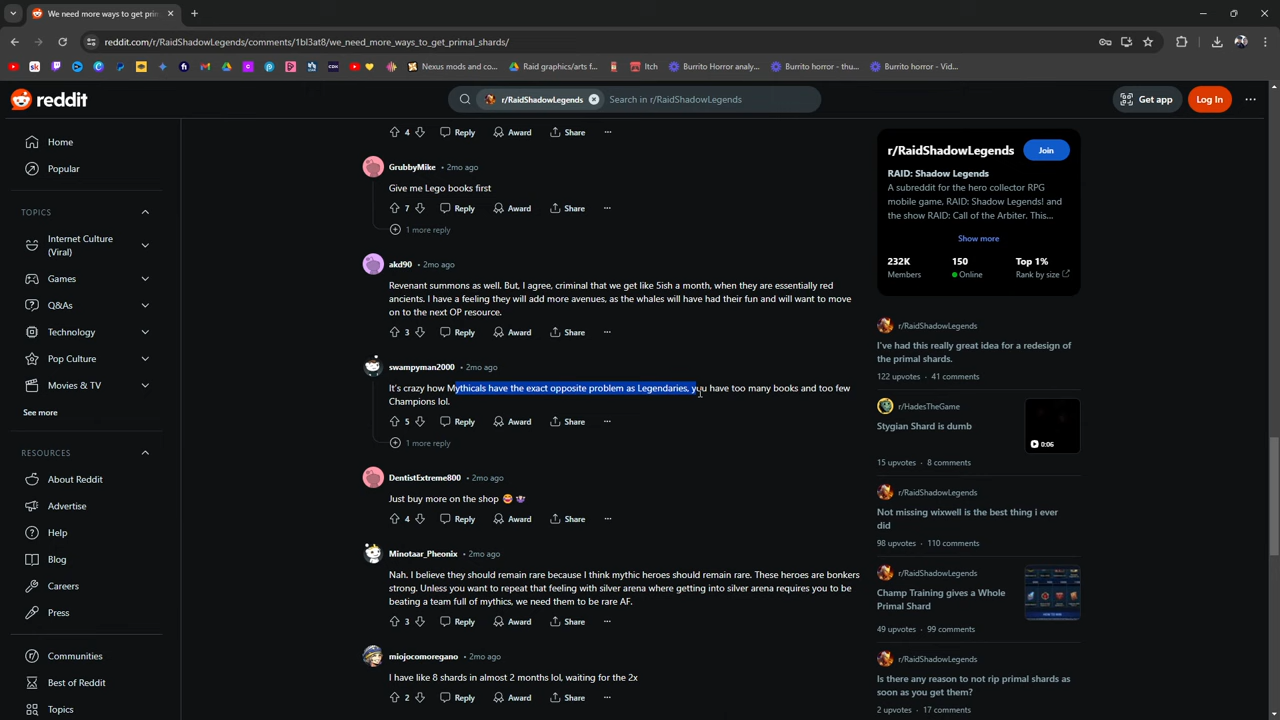 We need more ways to get prim
reddit.com/r/RaidShadowLegends/comments/1bl3at8/we_need_more_ways_to_get_primal_shards/
Nexus mods and co...
Raid graphics/arts f...
Itch
Burrito Horror analy...
Burrito horror - thu...
Burrito horror - Vid...
reddit
r/RaidShadowLegends
Search in r/RaidShadowLegends
Get app
Log In
Home
Popular
TOPICS
Internet Culture
(Viral)
Games
Q&As
Technology
Pop Culture
Movies & TV
See more
RESOURCES
About Reddit
Advertise
Help
Blog
Careers
Press
Communities
Best of Reddit
Topics
4 Reply Award Share
GrubbyMike • 2mo ago
Give me Lego books first
7 Reply Award Share
1 more reply
akd90 • 2mo ago
Revenant summons as well. But, I agree, criminal that we get like 5ish a month, when they are essentially red
ancients. I have a feeling they will add more avenues, as the whales will have had their fun and will want to move
on to the next OP resource.
3 Reply Award Share
swampyman2000 • 2mo ago
It's crazy how Mythicals have the exact opposite problem as Legendaries, you have too many books and too few
Champions lol.
5 Reply Award Share
1 more reply
DentistExtreme800 • 2mo ago
Just buy more on the shop 😂
4 Reply Award Share
Minotaar_Pheonix • 2mo ago
Nah. I believe they should remain rare because I think mythic heroes should remain rare. These heroes are bonkers
strong. Unless you want to repeat that feeling with silver arena where getting into silver arena requires you to be
beating a team full of mythics, we need them to be rare AF.
3 Reply Award Share
miojocomoregano • 2mo ago
I have like 8 shards in almost 2 months lol, waiting for the 2x
2 Reply Award Share
r/RaidShadowLegends
Join
RAID: Shadow Legends
A subreddit for the hero collector RPG
mobile game, RAID: Shadow Legends! and
the show RAID: Call of the Arbiter. This...
Show more
232K 150 Top 1%
Members Online Rank by size
r/RaidShadowLegends
I've had this really great idea for a redesign of
the primal shards.
122 upvotes • 41 comments
r/HadesTheGame
Stygian Shard is dumb
0:06
15 upvotes • 8 comments
r/RaidShadowLegends
Not missing wixwell is the best thing i ever
did
98 upvotes • 110 comments
r/RaidShadowLegends
Champ Training gives a Whole
Primal Shard
49 upvotes • 99 comments
r/RaidShadowLegends
Is there any reason to not rip primal shards as
soon as you get them?
2 upvotes • 17 comments